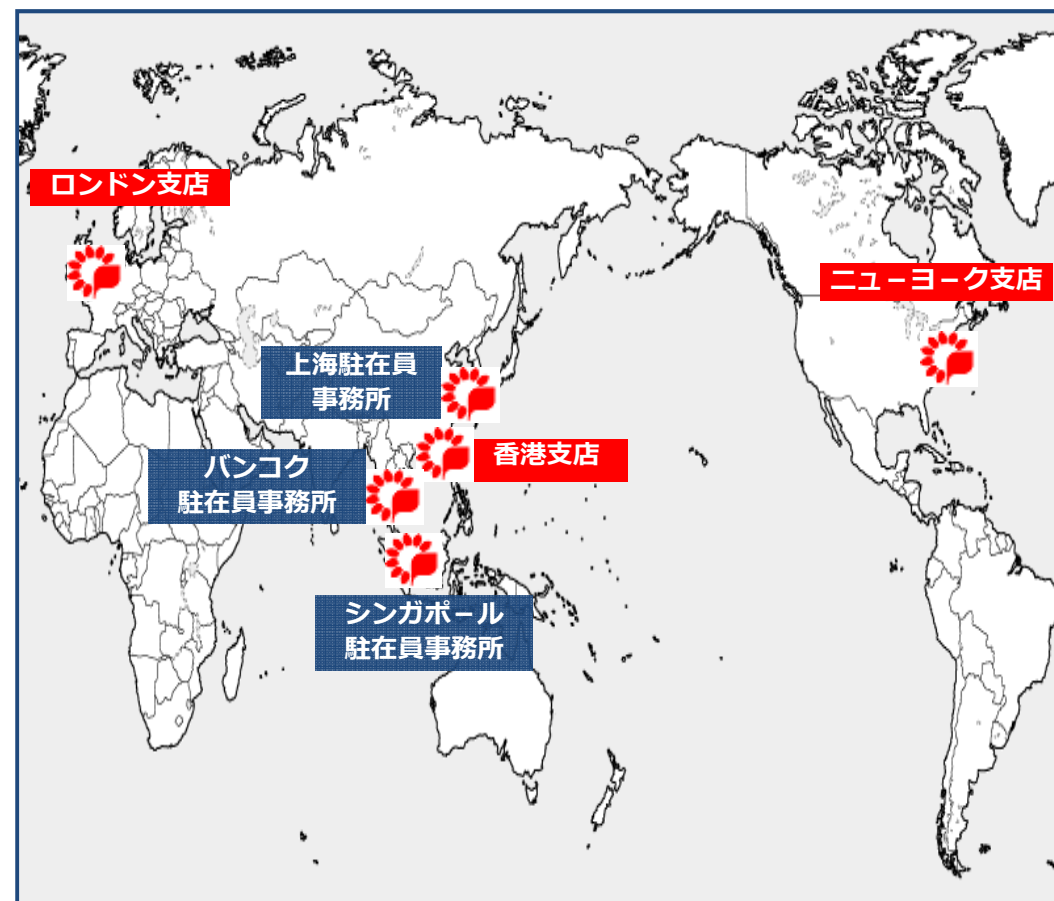 ロンドン支店
ニューヨーク支店
上海駐在員
事務所
香港支店
バンコク
駐在員事務所
シンガポール
駐在員事務所